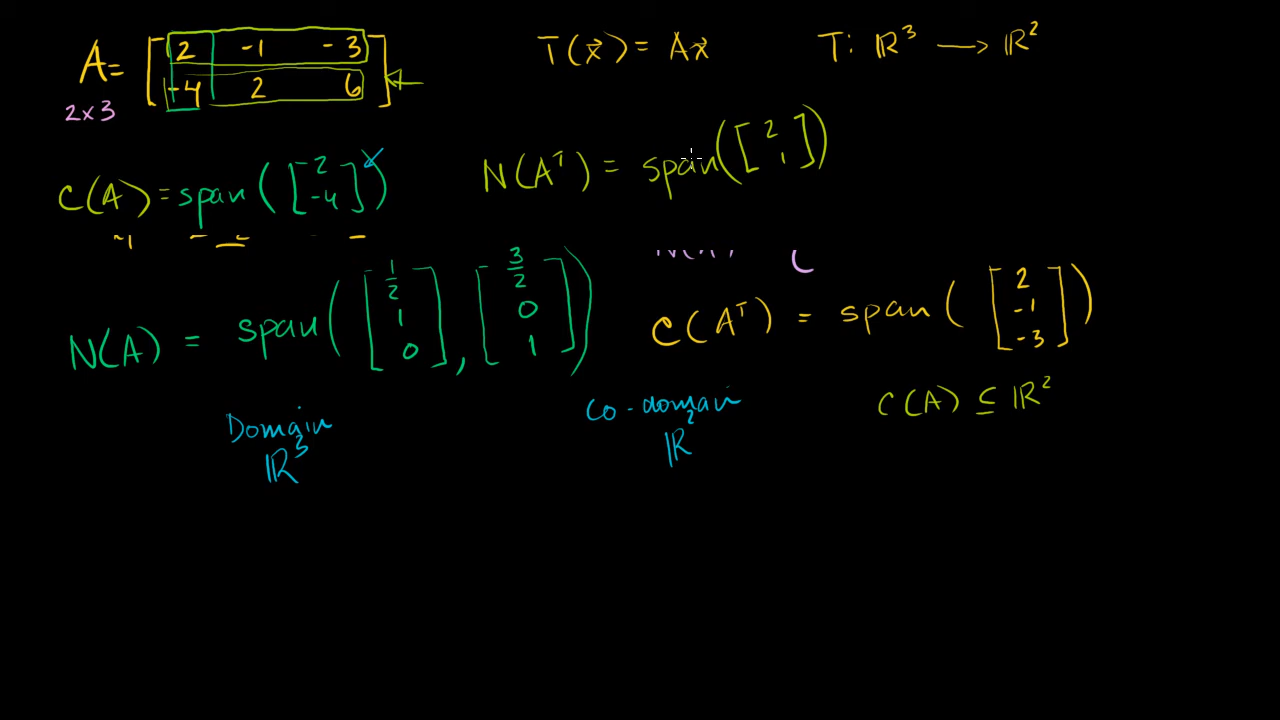 A = [ 2 -1 -3 ] T(x⃗) = Ax⃗ T: ℝ³ → ℝ²
[ -4 2 6 ] ←
2x3
C(A) = span ( [ 2 -4 ] ) N(Aᵀ) = span ( [ 2 1 ] )
N(A) = span ( [ 1/2 1 0 ] , [ 3/2 0 1 ] ) C(Aᵀ) = span ( [ 2 -1 -3 ] )
Domain Co-domain C(A) ⊆ ℝ²
ℝ³ ℝ²